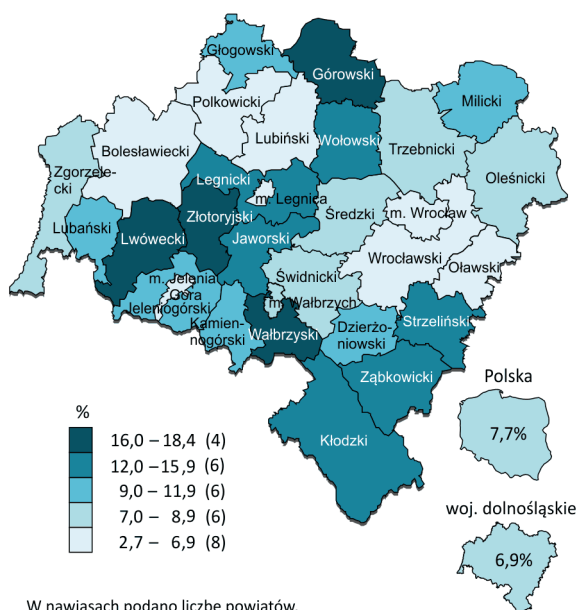 Głogowski
Górowski
Polkowicki
Milicki
Lubiński
Wołowski
Bolesławiecki
Trzebnicki
Zgorzele-
cki
Legnicki
Oleśnicki
m. Legnica
Średzki
m. Wrocław
Lubański
Złotoryjski
Lwówecki
Jaworski
Wrocławski
Oławski
m. Jelenia
Góra
Świdnicki
Jeleniogórski
m. Wałbrzych
Kamien-
nogórski
Wałbrzyski
Dzierżo-
niowski
Strzeliński
Ząbkowicki
Kłodzki
Polska
7,7%
woj. dolnośląskie
6,9%
%
16,0 – 18,4 (4)
12,0 – 15,9 (6)
9,0 – 11,9 (6)
7,0 – 8,9 (6)
2,7 – 6,9 (8)
W nawiasach podano liczbę powiatów.